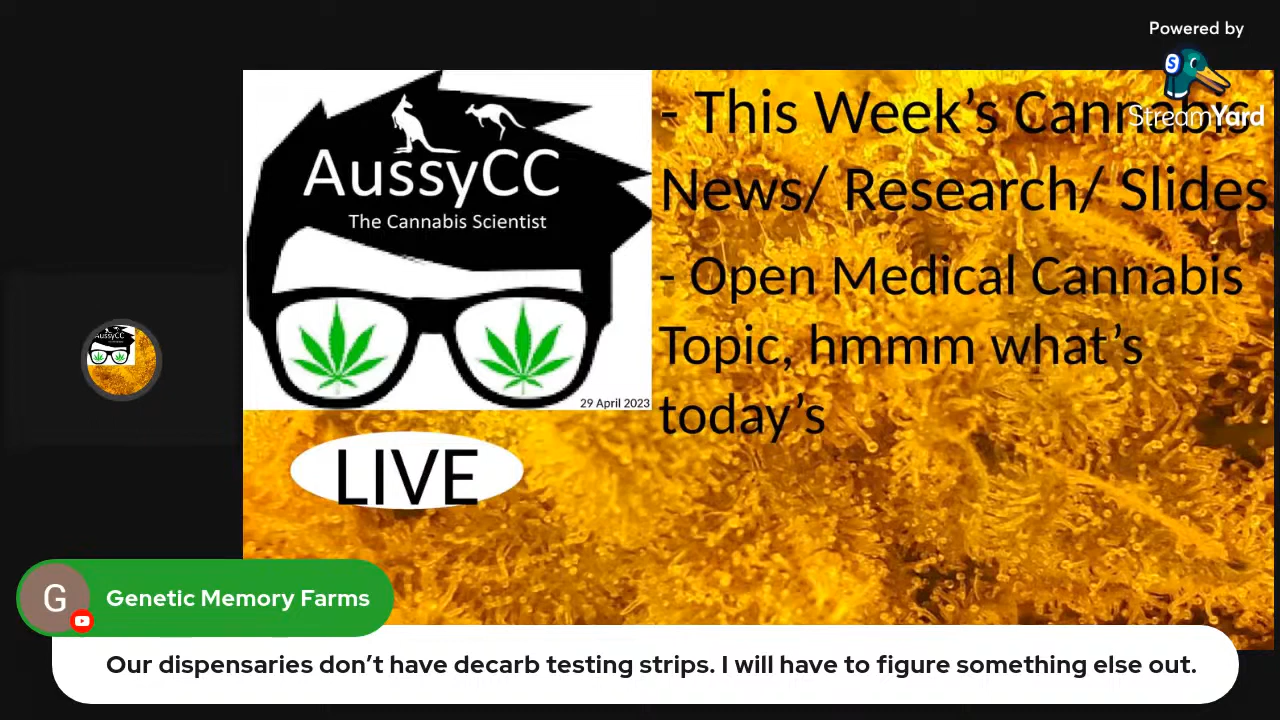 Powered by
StreamYard
- This Week’s Cannabis
News/ Research/ Slides
- Open Medical Cannabis
Topic, hmmm what’s
today’s
AussyCC
The Cannabis Scientist
29 April 2023
LIVE
AussyCC
G
Genetic Memory Farms
Our dispensaries don’t have decarb testing strips. I will have to figure something else out.